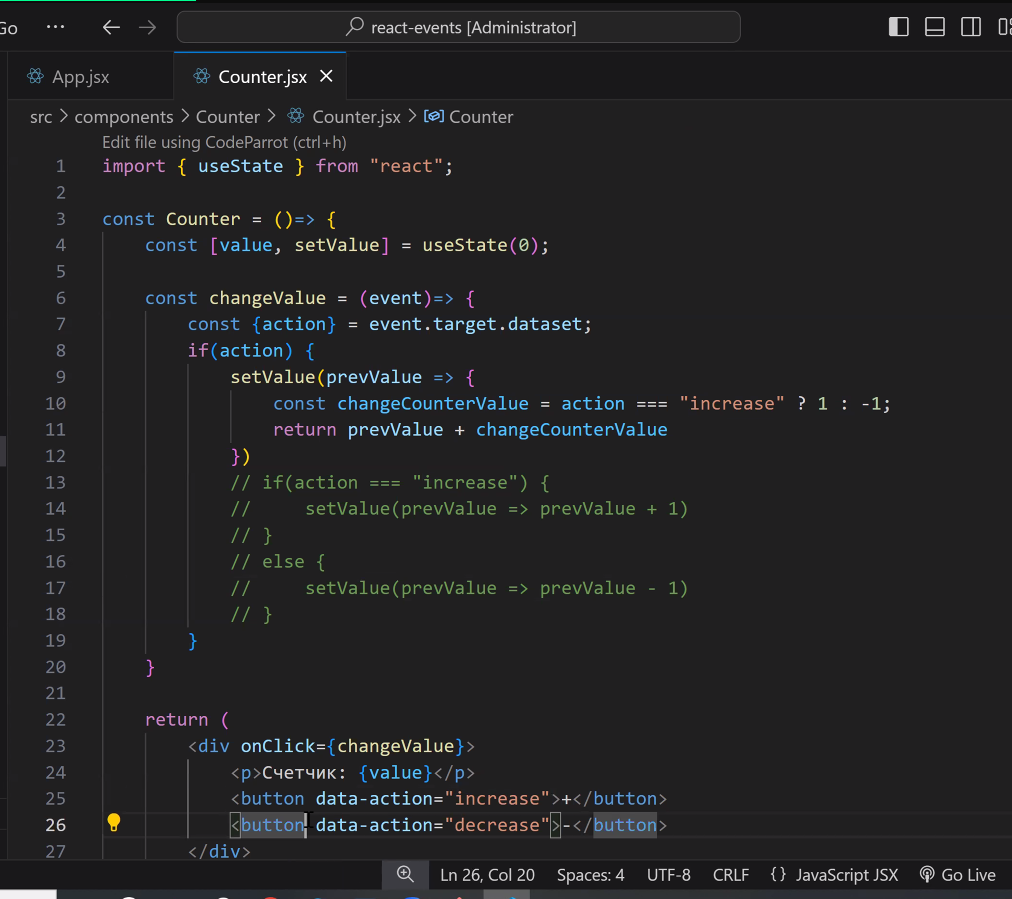 Go ··· react-events [Administrator]
App.jsx Counter.jsx
src > components > Counter > Counter.jsx > Counter
Edit file using CodeParrot (ctrl+h)
1 import { useState } from "react";
2
3 const Counter = ()=> {
4     const [value, setValue] = useState(0);
5
6     const changeValue = (event)=> {
7         const {action} = event.target.dataset;
8         if(action) {
9             setValue(prevValue => {
10                 const changeCounterValue = action === "increase" ? 1 : -1;
11                 return prevValue + changeCounterValue
12             })
13             // if(action === "increase") {
14             //     setValue(prevValue => prevValue + 1)
15             // }
16             // else {
17             //     setValue(prevValue => prevValue - 1)
18             // }
19         }
20     }
21
22     return (
23         <div onClick={changeValue}>
24             <p>Счетчик: {value}</p>
25             <button data-action="increase">+</button>
26             <button data-action="decrease">-</button>
27         </div>
Ln 26, Col 20 Spaces: 4 UTF-8 CRLF {} JavaScript JSX Go Live